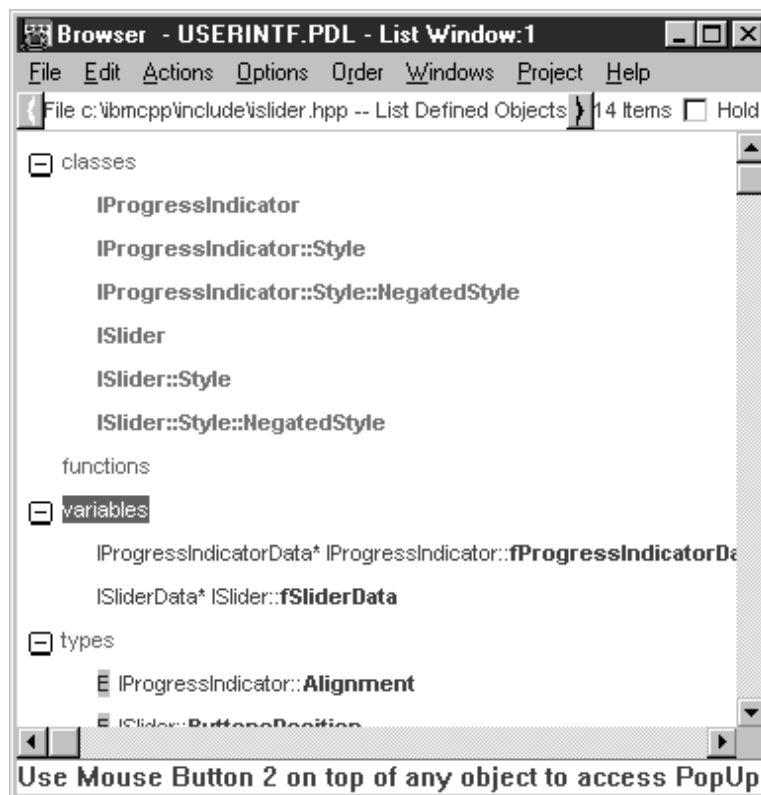 Browser - USERINTF.PDL - List Window:1
File Edit Actions Options Order Windows Project Help
File c:\ibmcpp\include\islider.hpp -- List Defined Objects 14 Items Hold
classes
IProgressIndicator
IProgressIndicator::Style
IProgressIndicator::Style::NegatedStyle
ISlider
ISlider::Style
ISlider::Style::NegatedStyle
functions
variables
IProgressIndicatorData* IProgressIndicator::fProgressIndicatorDa
ISliderData* ISlider::fSliderData
types
E IProgressIndicator::Alignment
E ISlider::ButtonsPosition
Use Mouse Button 2 on top of any object to access PopUp